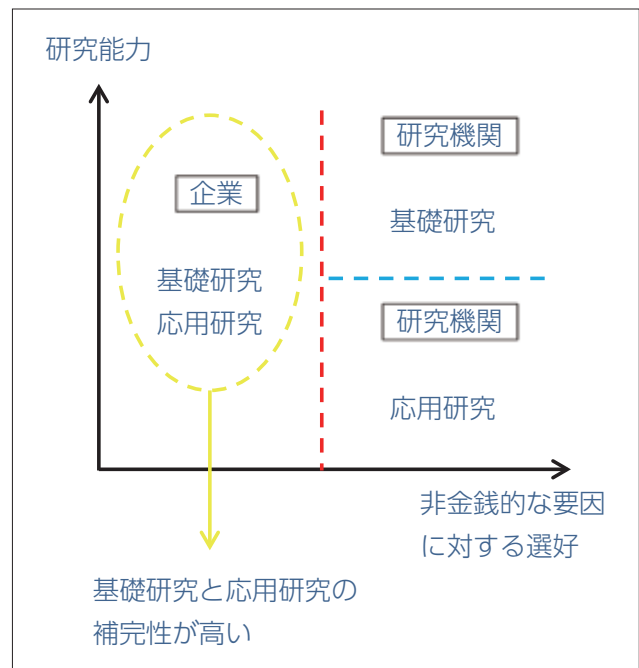 研究能力
研究機関
企業
基礎研究
基礎研究
応用研究
研究機関
応用研究
非金銭的な要因
に対する選好
基礎研究と応用研究の
補完性が高い